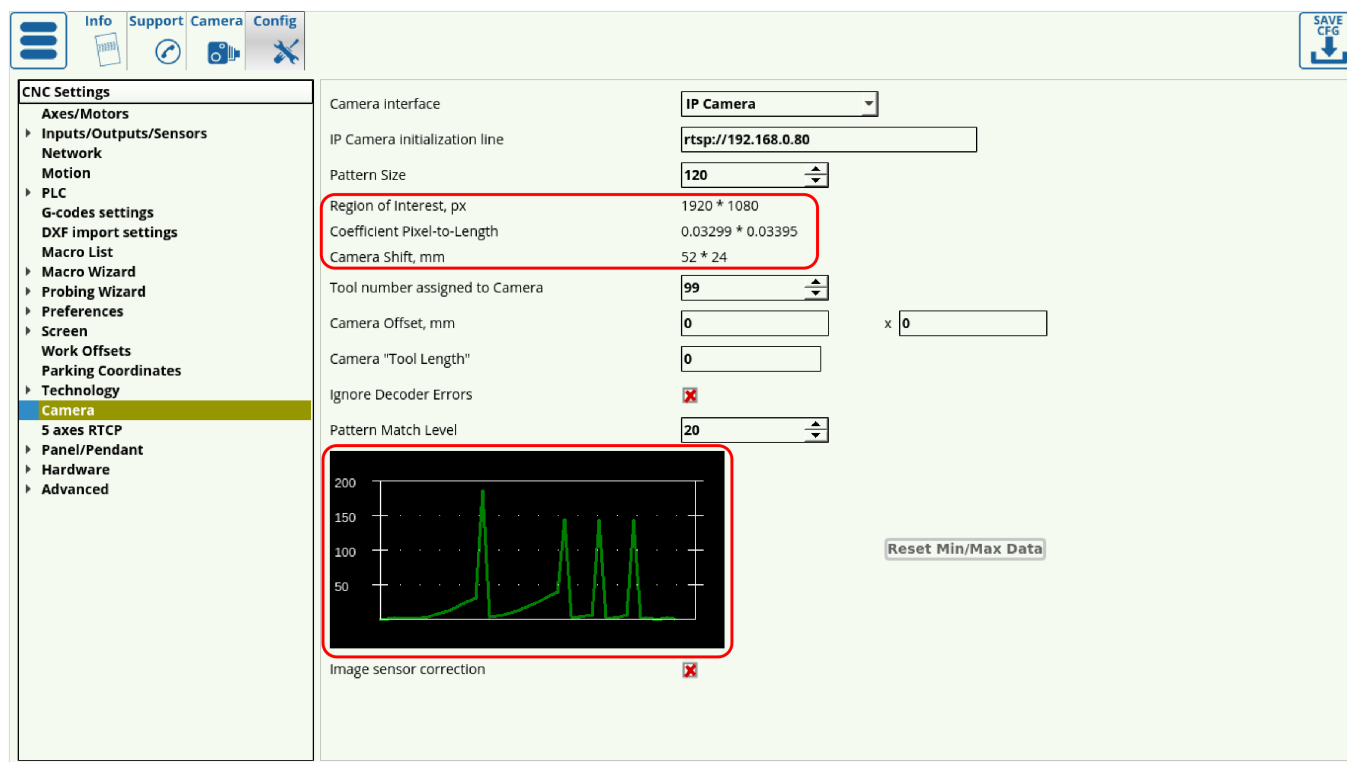 Info Support Camera Config
SAVE
CFG
CNC Settings
Axes/Motors
Inputs/Outputs/Sensors
Network
Motion
PLC
G-codes settings
DXF import settings
Macro List
Macro Wizard
Probing Wizard
Preferences
Screen
Work Offsets
Parking Coordinates
Technology
Camera
5 axes RTCP
Panel/Pendant
Hardware
Advanced
Camera interface IP Camera
IP Camera initialization line rtsp://192.168.0.80
Pattern Size 120
Region of Interest, px 1920 * 1080
Coefficient Pixel-to-Length 0.03299 * 0.03395
Camera Shift, mm 52 * 24
Tool number assigned to Camera 99
Camera Offset, mm 0 x 0
Camera "Tool Length" 0
Ignore Decoder Errors
Pattern Match Level 20
200
150
100
50
Reset Min/Max Data
Image sensor correction